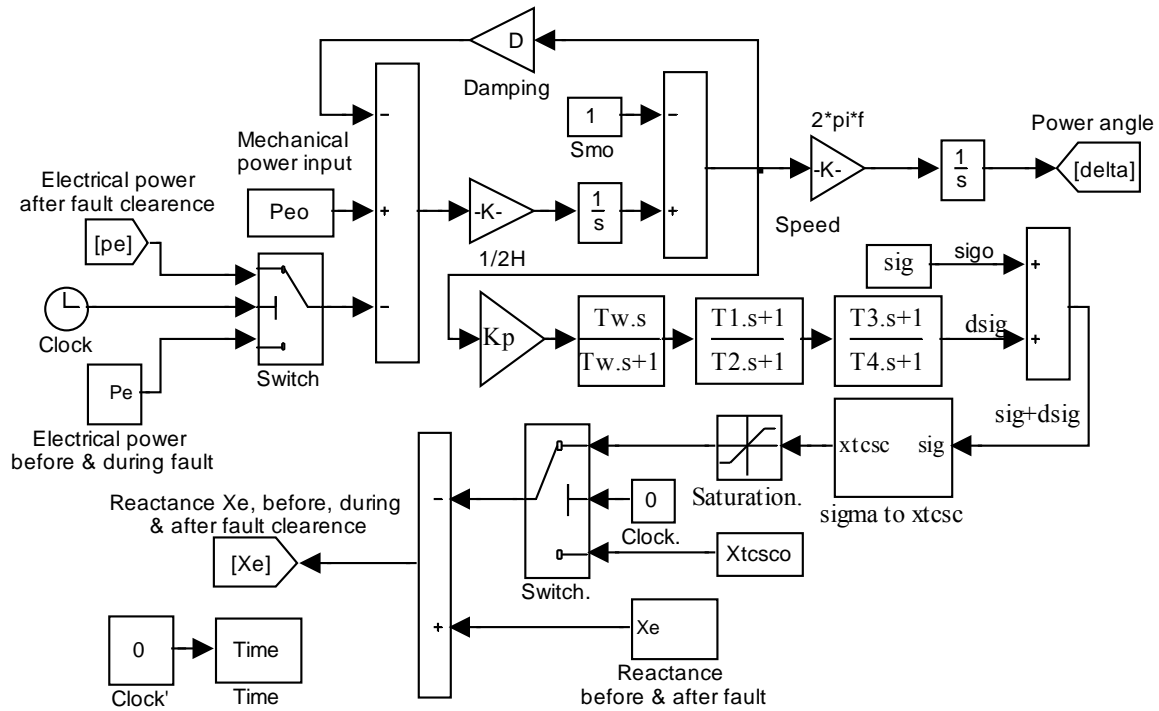 D
Damping
-
1
Smo
-
2*pi*f
-K-
Speed
1
s
Power angle
[delta]
Mechanical
power input
Peo
+
-K-
1/2H
1
s
+
Electrical power
after fault clearence
[pe]
Clock
Switch
-
Pe
Electrical power
before & during fault
Kp
Tw.s
Tw.s+1
T1.s+1
T2.s+1
T3.s+1
T4.s+1
sig
sigo
+
dsig
+
sig+dsig
xtcsc
sig
sigma to xtcsc
Saturation.
0
Clock.
Xtcsco
Switch.
-
Reactance Xe, before, during
& after fault clearence
[Xe]
+
Xe
Reactance
before & after fault
0
Clock'
Time
Time